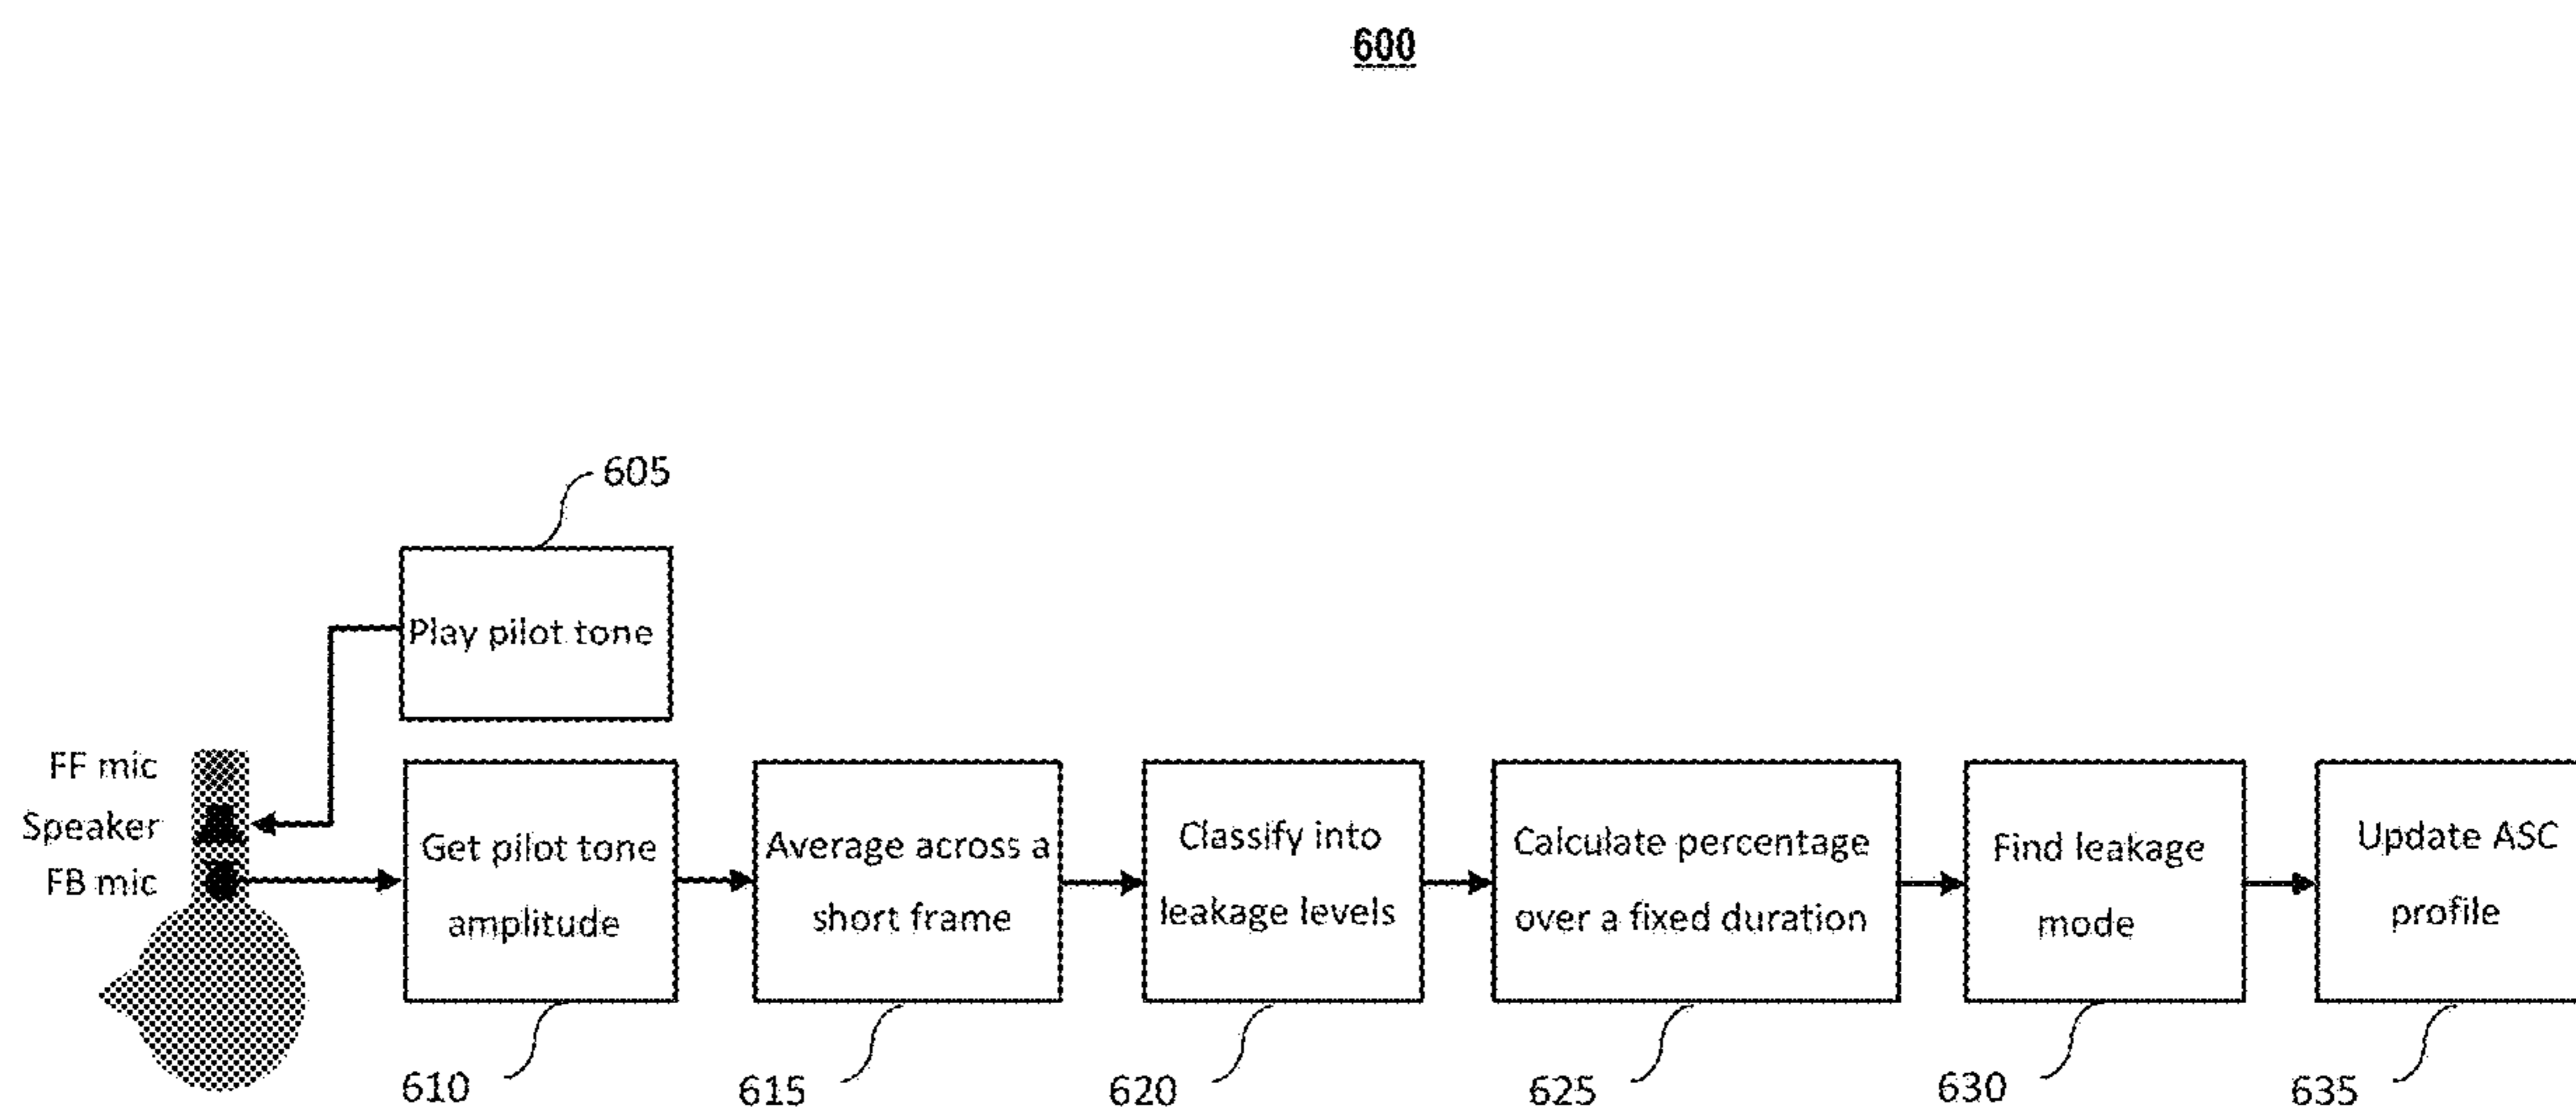 600
605
Play pilot tone
FF mic
Speaker
FB mic
Get pilot tone
amplitude
Average across a
short frame
Classify into
leakage levels
Calculate percentage
over a fixed duration
Find leakage
mode
Update ASC
profile
610
615
620
625
630
635